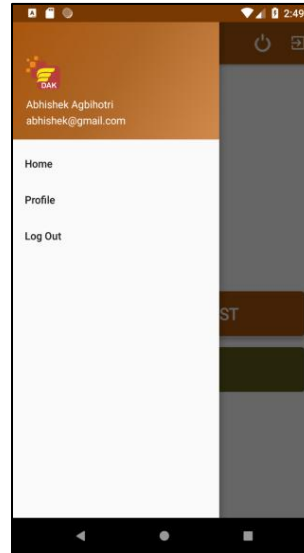 2:49
DAK
Abhishek Agbihotri
abhishek@gmail.com
Home
Profile
Log Out
ST